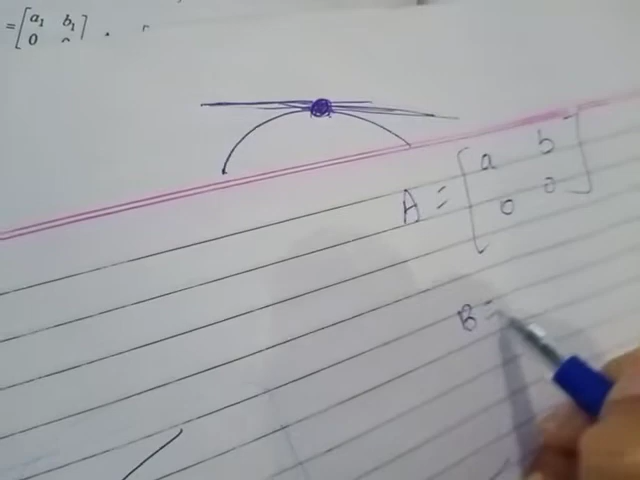 = [ a₁ b₁
0 ]
A = [ a b
0 0 ]
B =